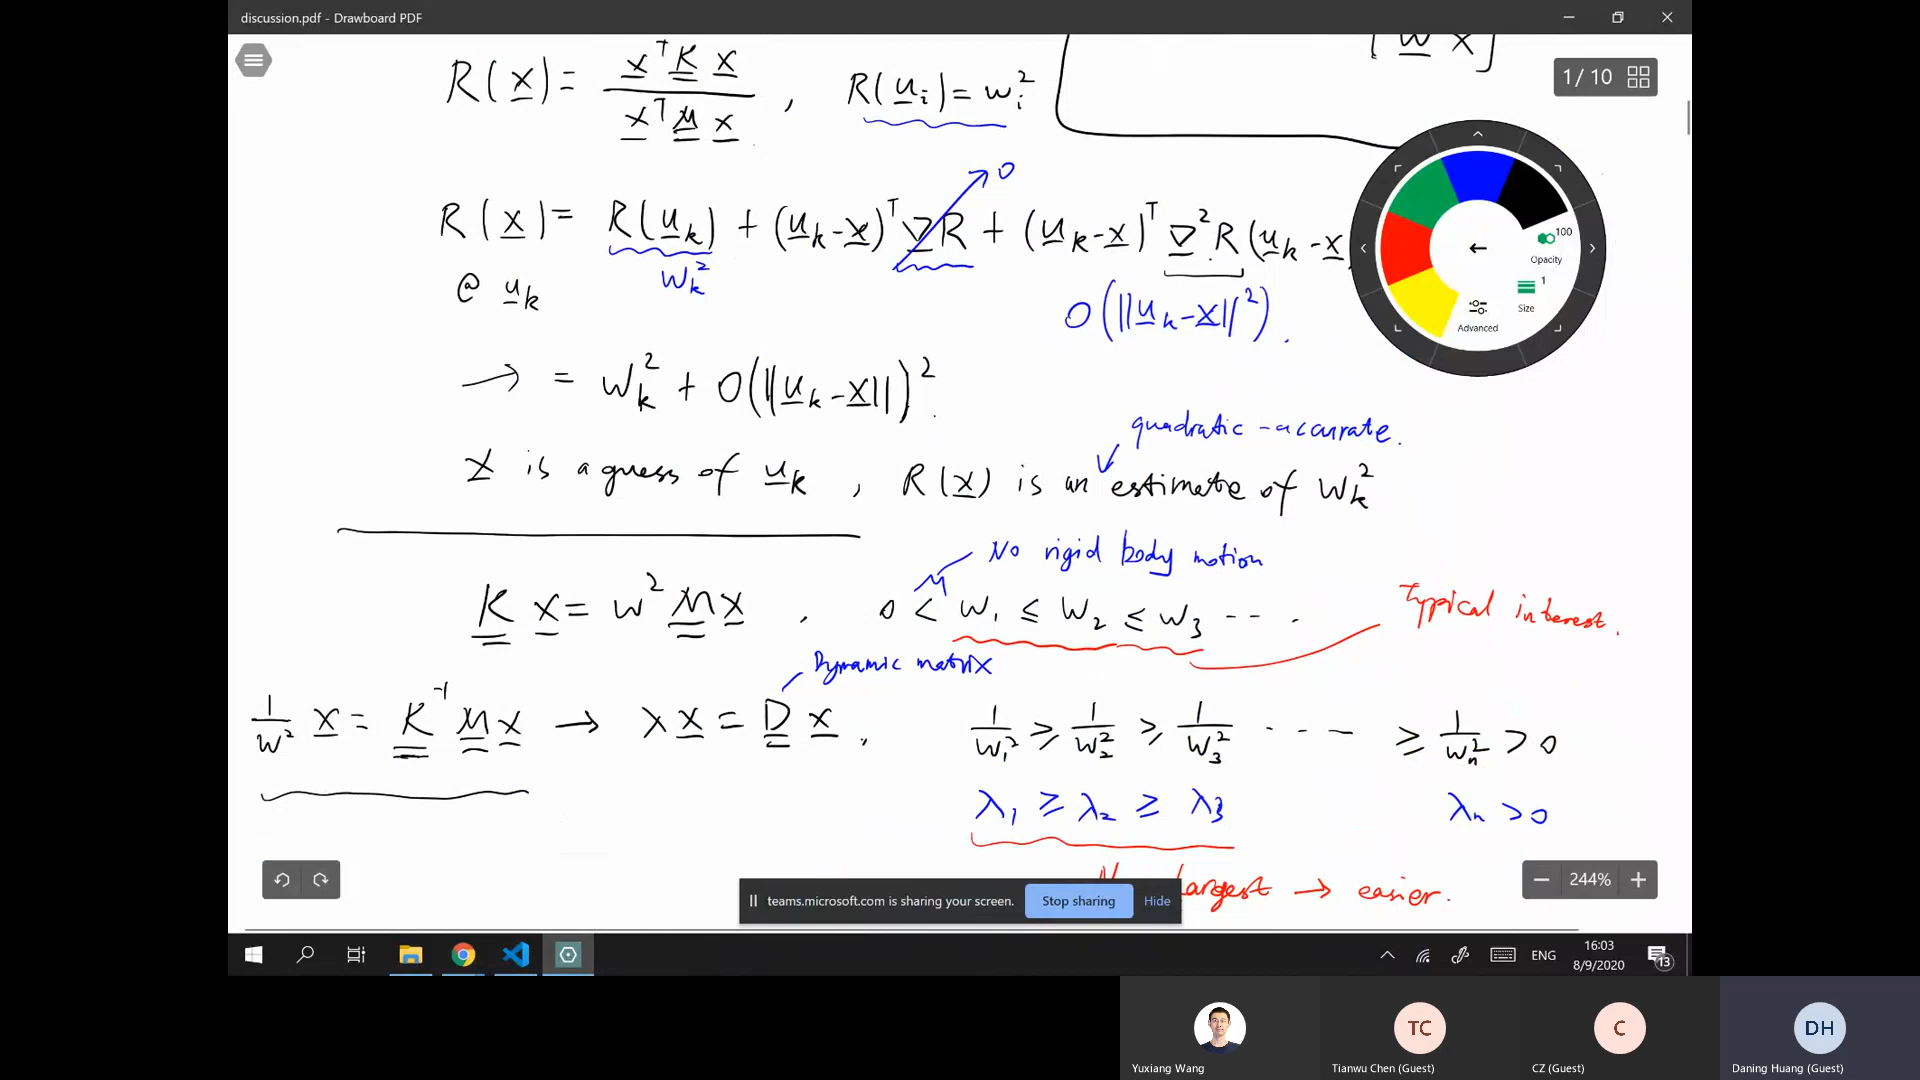 discussion.pdf - Drawboard PDF
R(x) = x^T K x / x^T M x , R(u_i) = w_i^2
[w x]
1 / 10
100
Opacity
1
Size
Advanced
R(x) = R(u_k) + (u_k-x)^T ∇R + (u_k-x)^T ∇^2 R (u_k-x
0
@ u_k
w_k^2
O(||u_k-x||^2).
→ = w_k^2 + O(||u_k-x||)^2.
quadratic-accurate.
x is a guess of u_k , R(x) is an estimate of w_k^2
No rigid body motion
K x = w^2 M x , 0 < w_1 ≤ w_2 ≤ w_3 - - - .
Typical interest.
Dynamic matrix
1/w^2 x = K^-1 M x → λ x = D x , 1/w_1^2 ≥ 1/w_2^2 ≥ 1/w_3^2 . - - - ≥ 1/w_n^2 > 0
λ_1 ≥ λ_2 ≥ λ_3 λ_n > 0
largest → easier.
244%
teams.microsoft.com is sharing your screen. Stop sharing Hide
ENG
16:03
8/9/2020
13
TC C DH
Yuxiang Wang Tianwu Chen (Guest) CZ (Guest) Daning Huang (Guest)